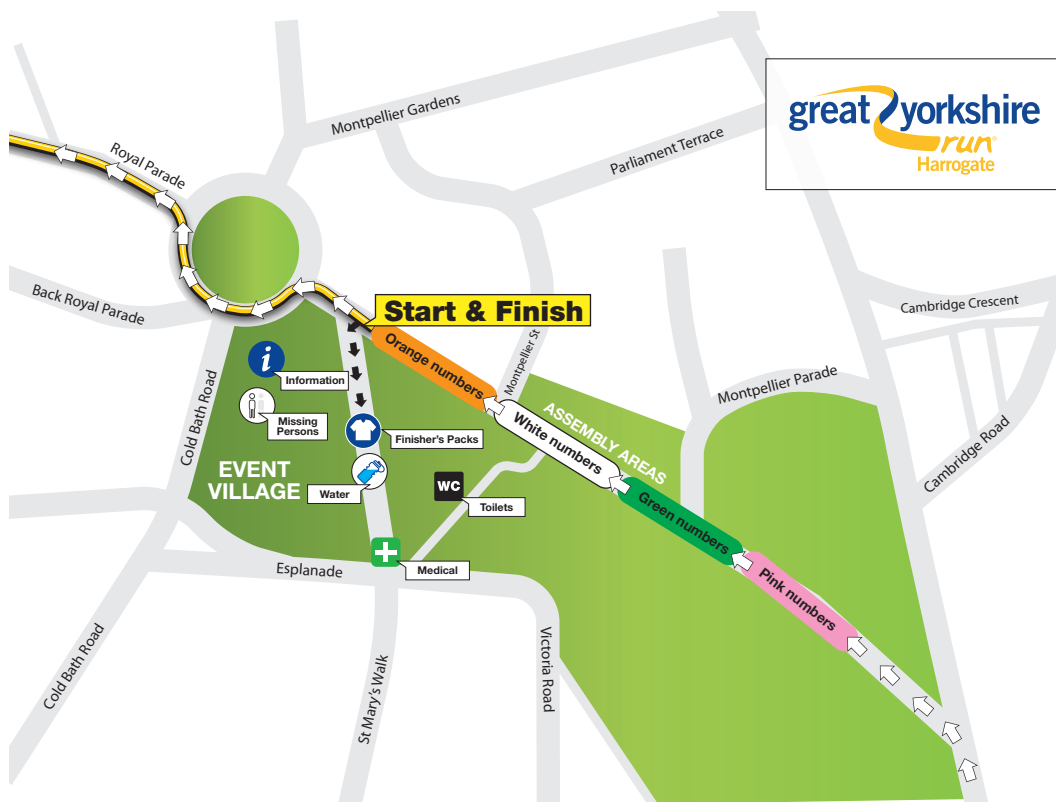 great yorkshire
run
Harrogate
Montpellier Gardens
Parliament Terrace
Royal Parade
Back Royal Parade
Cambridge Crescent
Start & Finish
Orange numbers
Montpellier St
Montpellier Parade
i
Information
Missing
Persons
Cold Bath Road
Finisher's Packs
ASSEMBLY AREAS
White numbers
Cambridge Road
EVENT
VILLAGE
Water
WC
Toilets
Green numbers
Esplanade
Medical
Pink numbers
Cold Bath Road
St Mary's Walk
Victoria Road